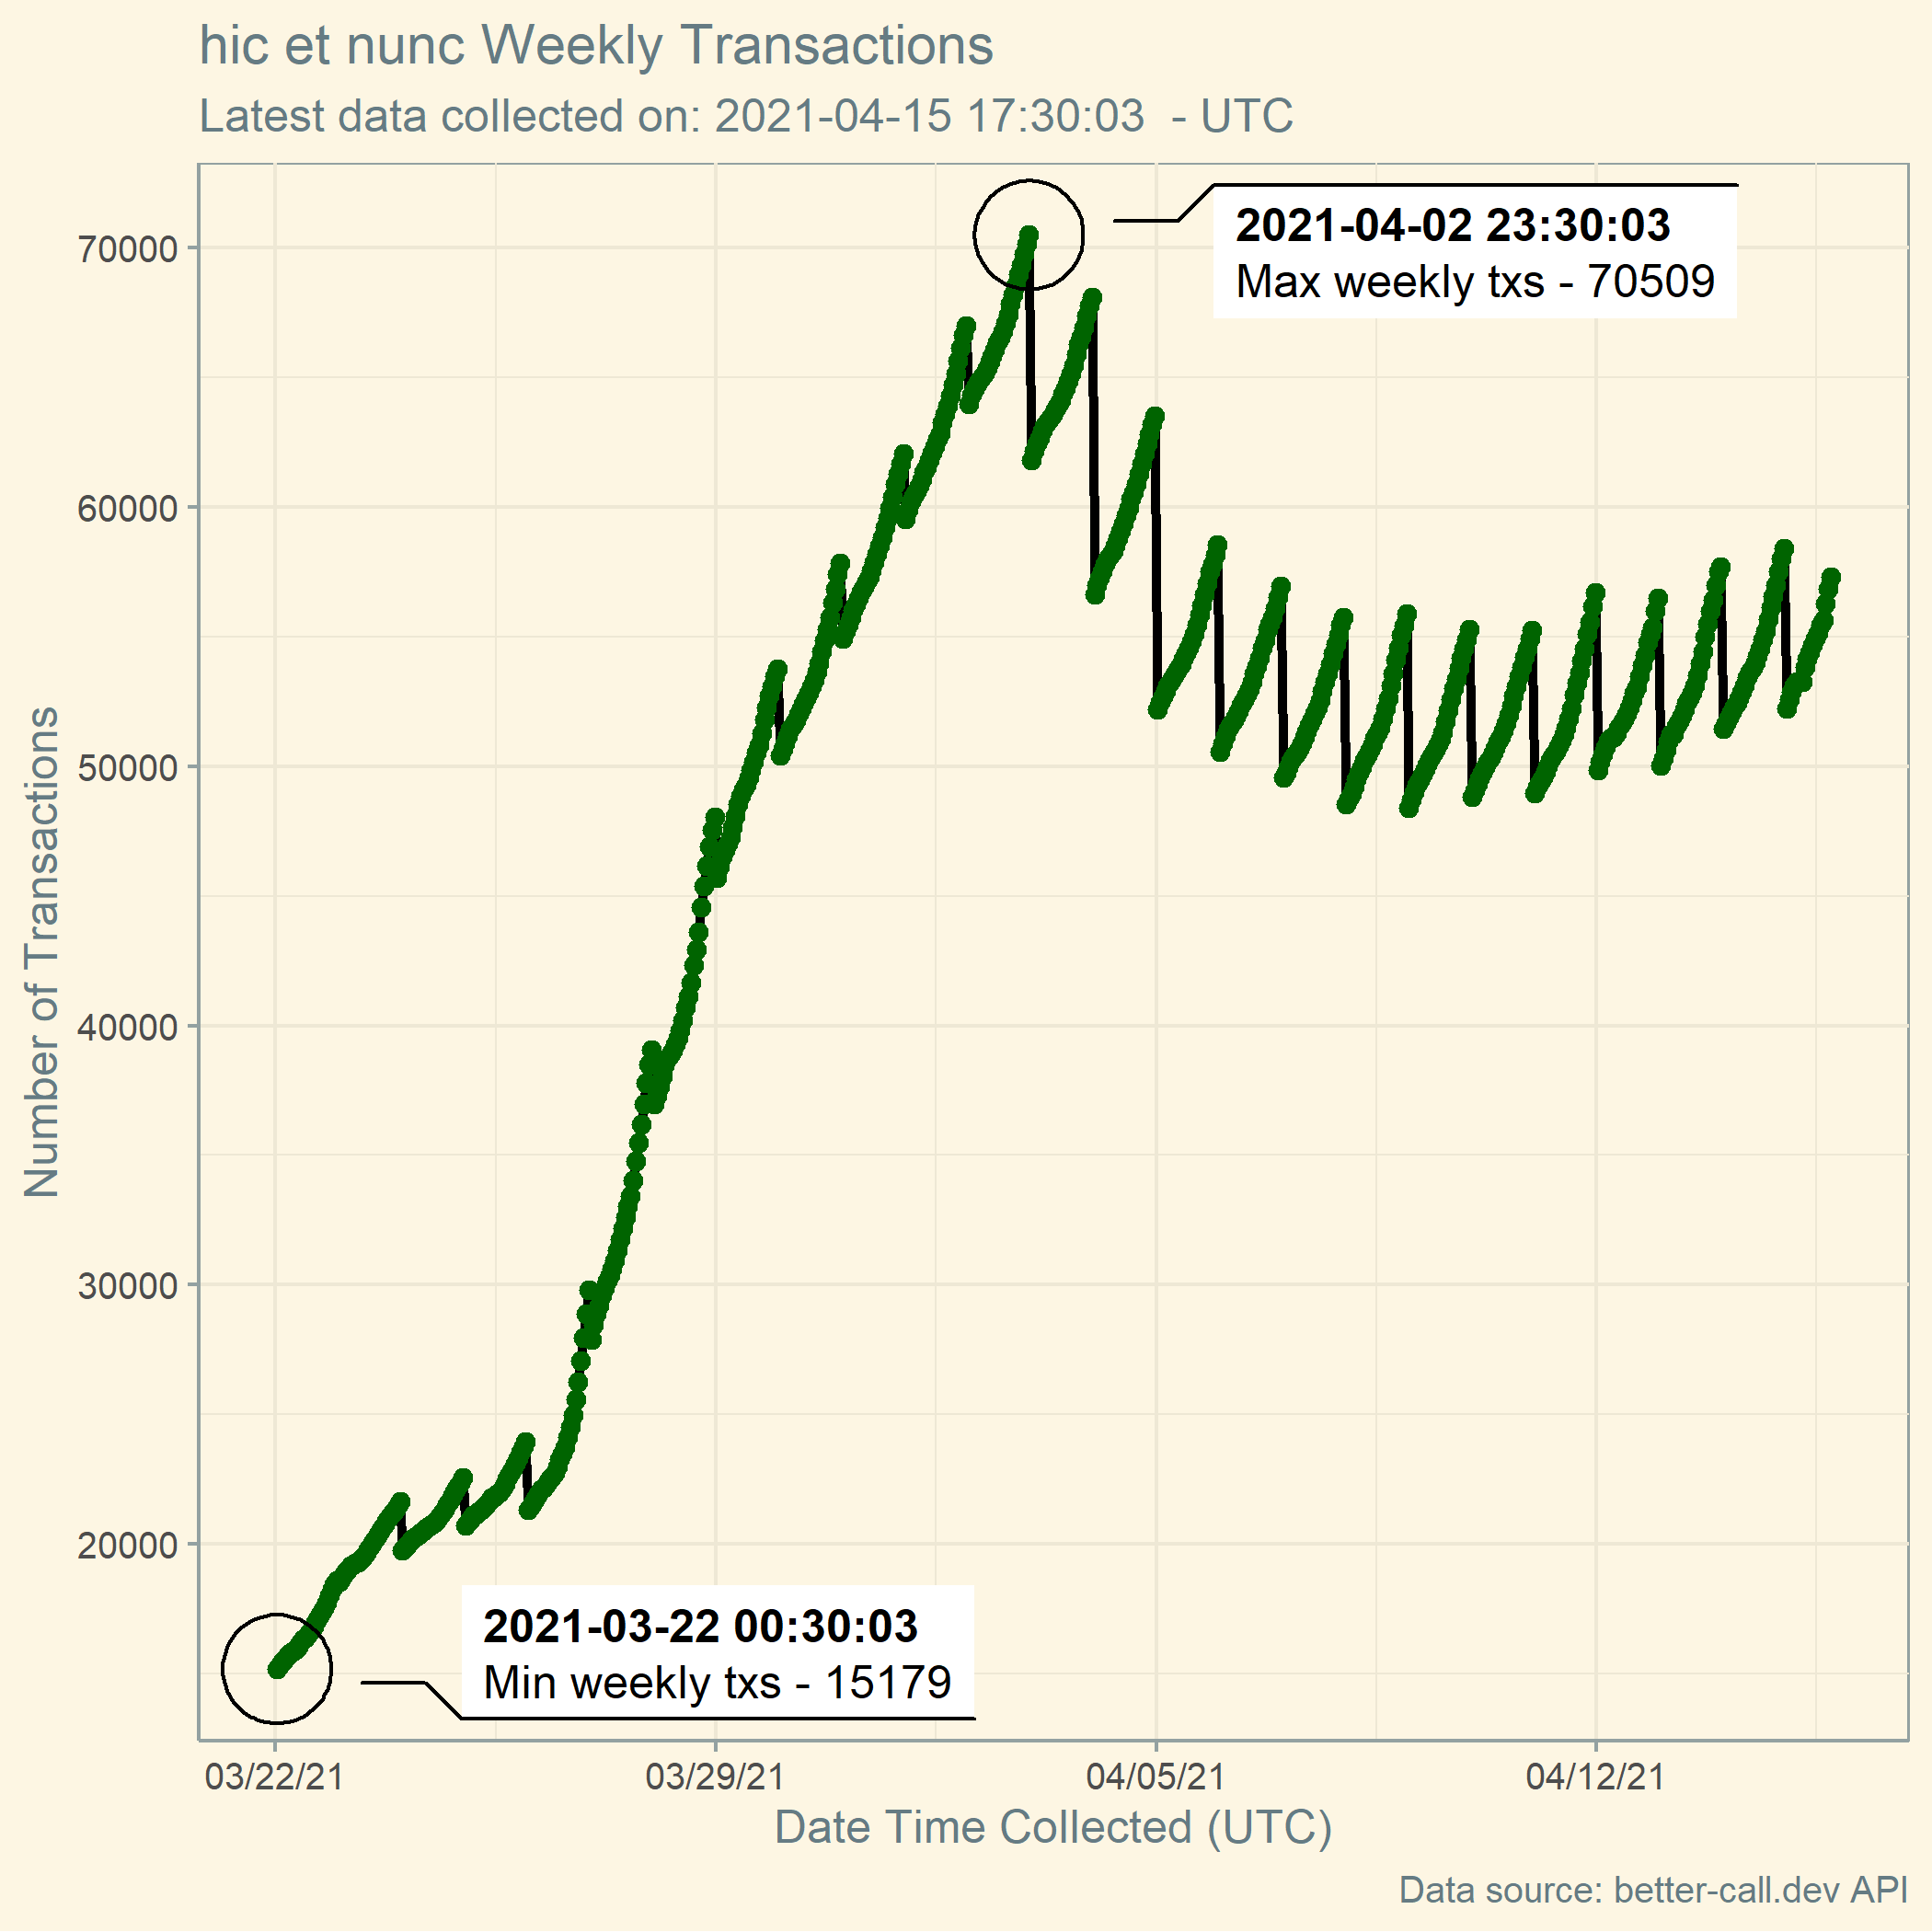 hic et nunc Weekly Transactions
Latest data collected on: 2021-04-15 17:30:03  - UTC
2021-04-02 23:30:03
Max weekly txs - 70509
70000
60000
50000
40000
30000
20000
Number of Transactions
2021-03-22 00:30:03
Min weekly txs - 15179
03/22/21 03/29/21 04/05/21 04/12/21
Date Time Collected (UTC)
Data source: better-call.dev API